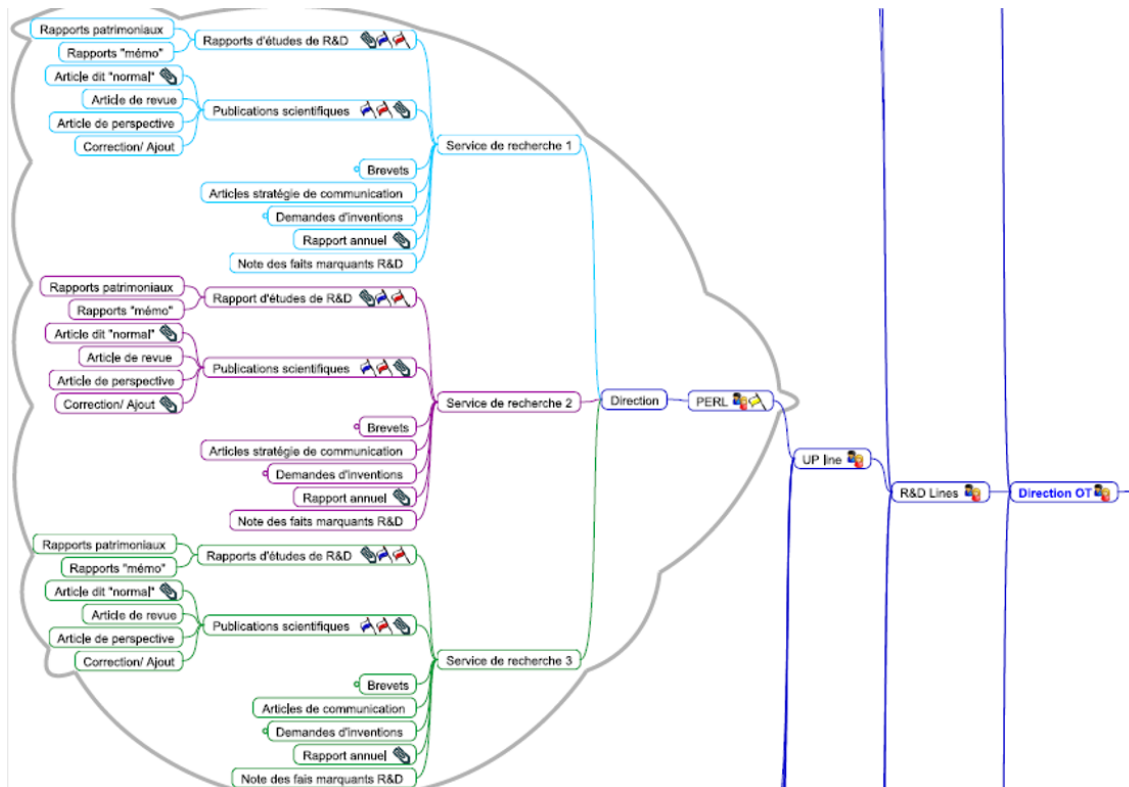 Rapports patrimoniaux
Rapports "mémo"
Rapports d'études de R&D
Article dit "normal"
Article de revue
Article de perspective
Correction/ Ajout
Publications scientifiques
Service de recherche 1
Brevets
Articles stratégie de communication
Demandes d'inventions
Rapport annuel
Note des faits marquants R&D
Rapports patrimoniaux
Rapports "mémo"
Rapport d'études de R&D
Article dit "normal"
Article de revue
Article de perspective
Correction/ Ajout
Publications scientifiques
Service de recherche 2
Brevets
Articles stratégie de communication
Demandes d'inventions
Rapport annuel
Note des faits marquants R&D
Rapports patrimoniaux
Rapports "mémo"
Rapports d'études de R&D
Article dit "normal"
Article de revue
Article de perspective
Correction/ Ajout
Publications scientifiques
Service de recherche 3
Brevets
Articles de communication
Demandes d'inventions
Rapport annuel
Note des fais marquants R&D
Direction
PERL
UP line
R&D Lines
Direction OT